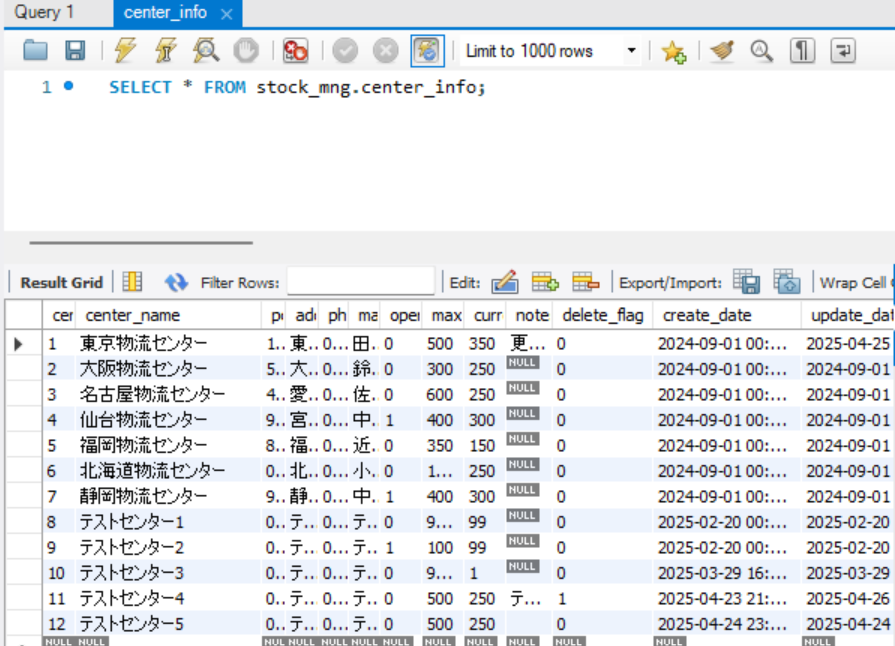 Query 1 center_info
Limit to 1000 rows
1 SELECT * FROM stock_mng.center_info;
Result Grid Filter Rows: Edit: Export/Import: Wrap Cell
cer center_name p ad ph ma ope max curr note delete_flag create_date update_dat
1 東京物流センター 1.. 東.. 0... 田.. 0 500 350 更... 0 2024-09-01 00:... 2025-04-25
2 大阪物流センター 5.. 大.. 0... 鈴.. 0 300 250 NULL 0 2024-09-01 00:... 2024-09-01
3 名古屋物流センター 4.. 愛.. 0... 佐.. 0 600 250 NULL 0 2024-09-01 00:... 2024-09-01
4 仙台物流センター 9.. 宮.. 0... 中.. 1 400 300 NULL 0 2024-09-01 00:... 2024-09-01
5 福岡物流センター 8.. 福.. 0... 近.. 0 350 150 NULL 0 2024-09-01 00:... 2024-09-01
6 北海道物流センター 0.. 北.. 0... 小.. 0 1... 250 NULL 0 2024-09-01 00:... 2024-09-01
7 静岡物流センター 9.. 静.. 0... 中.. 1 400 300 NULL 0 2024-09-01 00:... 2024-09-01
8 テストセンター1 0.. テ... 0... テ.. 0 9... 99 NULL 0 2025-02-20 00:... 2025-02-20
9 テストセンター2 0.. テ... 0... テ.. 1 100 99 NULL 0 2025-02-20 00:... 2025-02-20
10 テストセンター3 0.. テ... 0... テ.. 0 9... 1 NULL 0 2025-03-29 16:... 2025-03-29
11 テストセンター4 0.. テ... 0... テ.. 0 500 250 テ... 1 2025-04-23 21:... 2025-04-26
12 テストセンター5 0.. テ... 0... テ.. 0 500 250 0 2025-04-24 23:... 2025-04-24
NULL NULL NULL NULL NULL NULL NULL NULL NULL NULL NULL NULL NULL